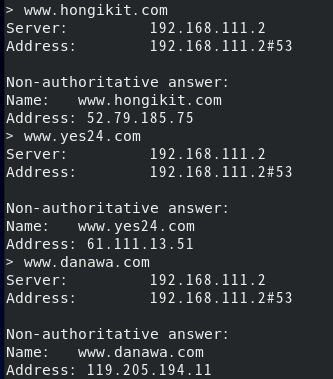 > www.hongikit.com
Server:         192.168.111.2
Address:        192.168.111.2#53

Non-authoritative answer:
Name:   www.hongikit.com
Address: 52.79.185.75
> www.yes24.com
Server:         192.168.111.2
Address:        192.168.111.2#53

Non-authoritative answer:
Name:   www.yes24.com
Address: 61.111.13.51
> www.danawa.com
Server:         192.168.111.2
Address:        192.168.111.2#53

Non-authoritative answer:
Name:   www.danawa.com
Address: 119.205.194.11